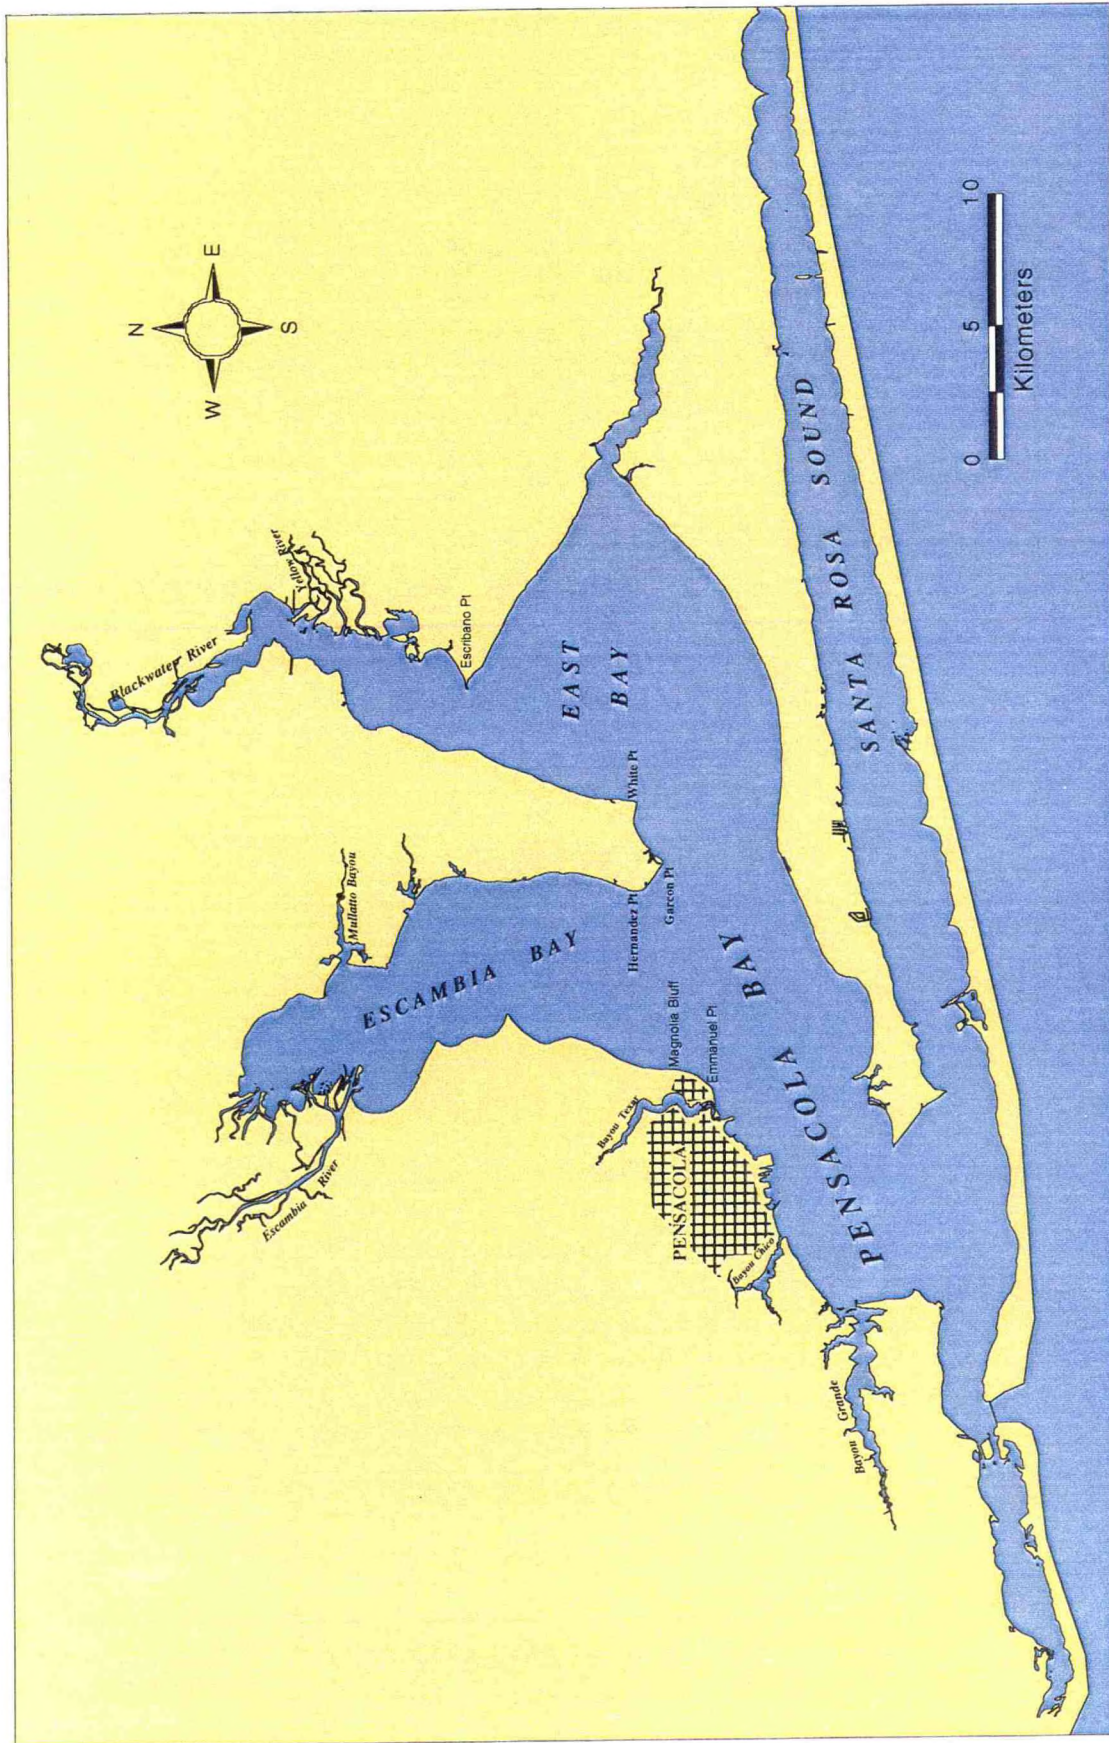 N
E
S
W
Blackwater River
Yellow River
Escribano Pt
Mullatto Bayou
Escambia River
ESCAMBIA BAY
EAST
BAY
White Pt
Hernandez Pt
Garcon Pt
Magnolia Bluff
Emmanuel Pt
Bayou Texar
PENSACOLA
Bayou Chico
PENSACOLA BAY
Bayou Grande
SANTA ROSA SOUND
0 5 10
Kilometers